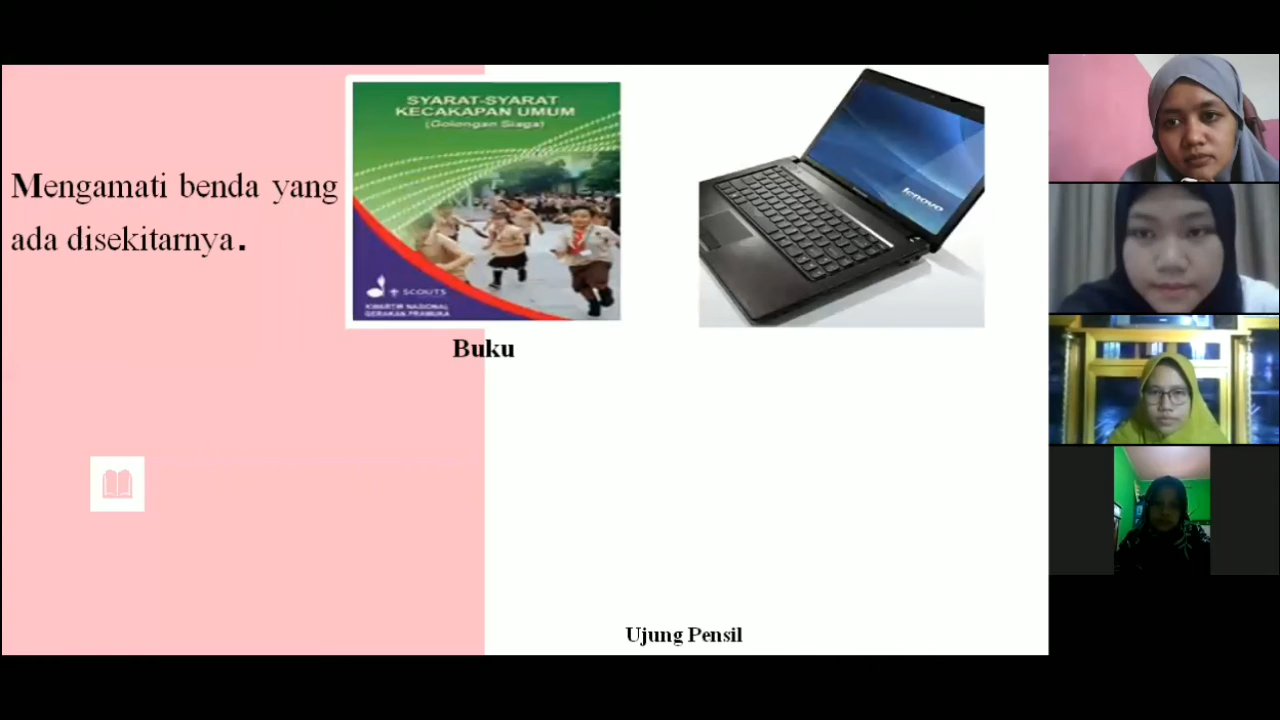 Mengamati benda yang
ada disekitarnya.
SYARAT-SYARAT
KECAKAPAN UMUM
(Golongan Siaga)
SCOUTS
KWARTIR NASIONAL
GERAKAN PRAMUKA
lenovo
Buku
Ujung Pensil